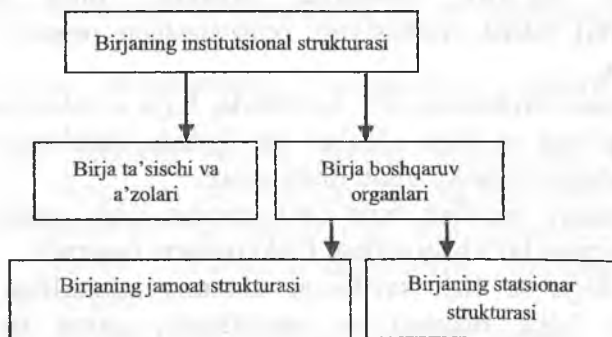 Birjaning institutsional strukturasi
Birja ta'sischi va
a'zolari
Birja boshqaruv
organlari
Birjaning jamoat strukturasi
Birjaning statsionar
strukturasi